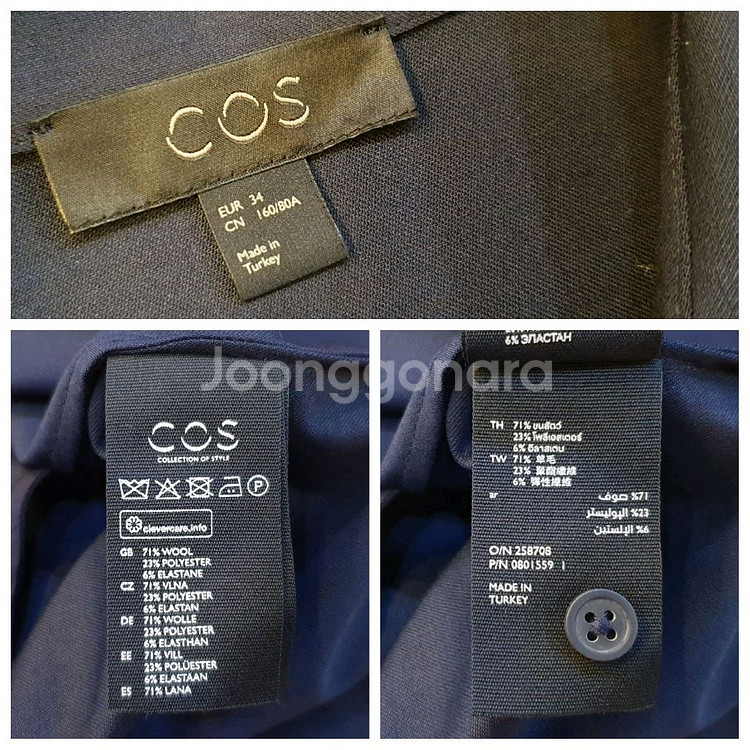 COS
EUR 34
CN 160/80A
Made in
Turkey
Joonggonara
COS
COLLECTION OF STYLE
P
clevercare.info
GB 71% WOOL
23% POLYESTER
6% ELASTANE
CZ 71% VLNA
23% POLYESTER
6% ELASTAN
DE 71% WOLLE
23% POLYESTER
6% ELASTHAN
EE 71% VILL
23% POLÜESTER
6% ELASTAAN
ES 71% LANA
6% ЭЛАСТАН
TH 71% ขนสัตว์
23% โพลีเอสเตอร์
6% อีลาสเตน
TW 71% 羊毛
23% 聚酯纖維
6% 彈性纖維
%71 صوف
%23 البوليستر
%6 الإلستين
O/N 258708
P/N 0801559 1
MADE IN
TURKEY